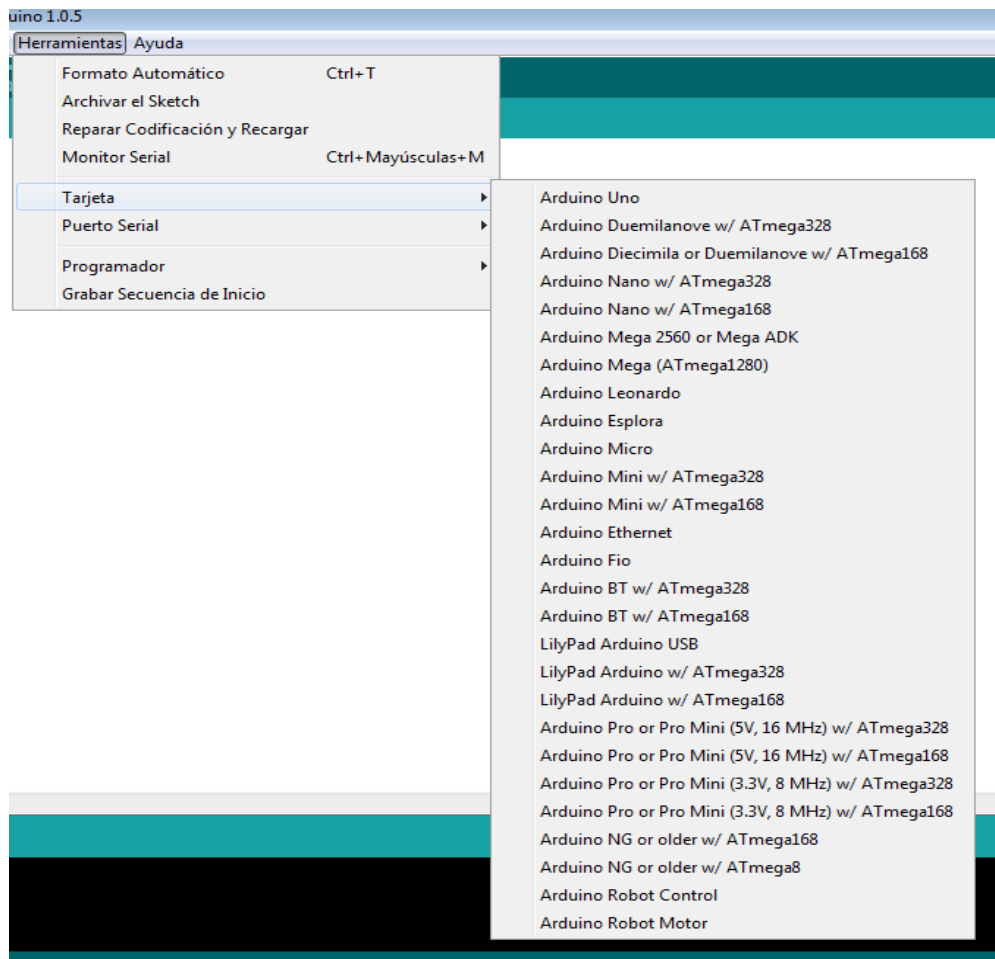 uino 1.0.5
Herramientas Ayuda
Formato Automático Ctrl+T
Archivar el Sketch
Reparar Codificación y Recargar
Monitor Serial Ctrl+Mayúsculas+M
Tarjeta
Puerto Serial
Programador
Grabar Secuencia de Inicio
Arduino Uno
Arduino Duemilanove w/ ATmega328
Arduino Diecimila or Duemilanove w/ ATmega168
Arduino Nano w/ ATmega328
Arduino Nano w/ ATmega168
Arduino Mega 2560 or Mega ADK
Arduino Mega (ATmega1280)
Arduino Leonardo
Arduino Esplora
Arduino Micro
Arduino Mini w/ ATmega328
Arduino Mini w/ ATmega168
Arduino Ethernet
Arduino Fio
Arduino BT w/ ATmega328
Arduino BT w/ ATmega168
LilyPad Arduino USB
LilyPad Arduino w/ ATmega328
LilyPad Arduino w/ ATmega168
Arduino Pro or Pro Mini (5V, 16 MHz) w/ ATmega328
Arduino Pro or Pro Mini (5V, 16 MHz) w/ ATmega168
Arduino Pro or Pro Mini (3.3V, 8 MHz) w/ ATmega328
Arduino Pro or Pro Mini (3.3V, 8 MHz) w/ ATmega168
Arduino NG or older w/ ATmega168
Arduino NG or older w/ ATmega8
Arduino Robot Control
Arduino Robot Motor